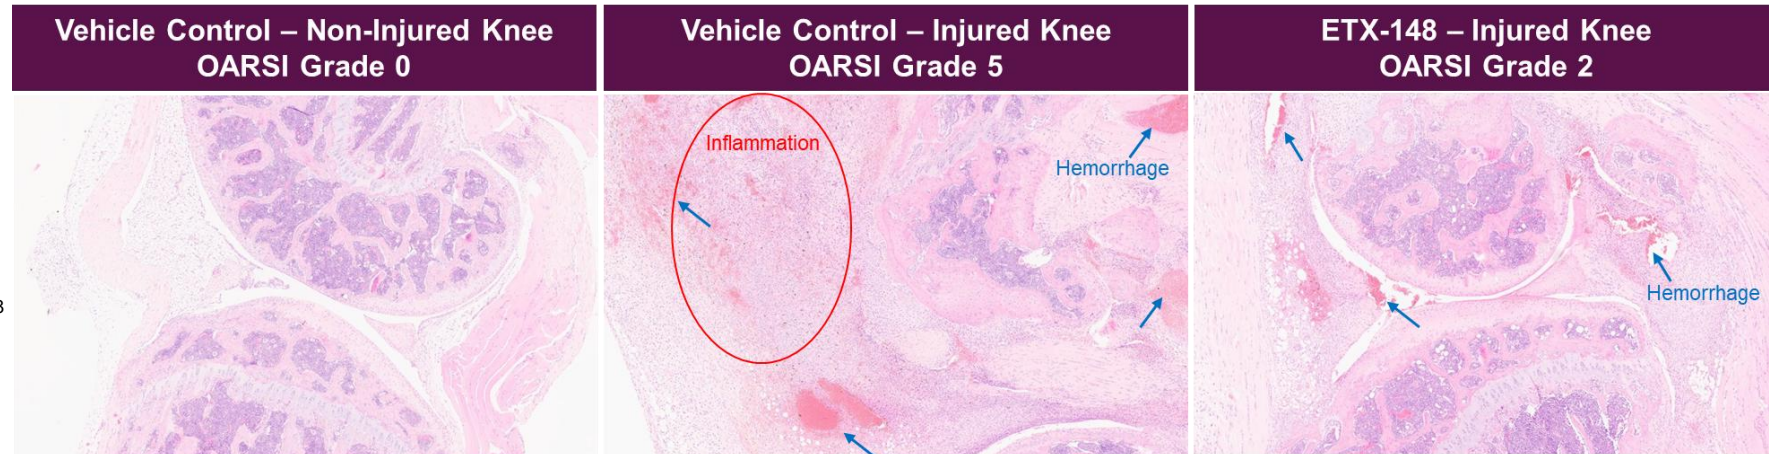 Vehicle Control – Non-Injured Knee
OARSI Grade 0
Vehicle Control – Injured Knee
OARSI Grade 5
ETX-148 – Injured Knee
OARSI Grade 2
Inflammation
Hemorrhage
Hemorrhage